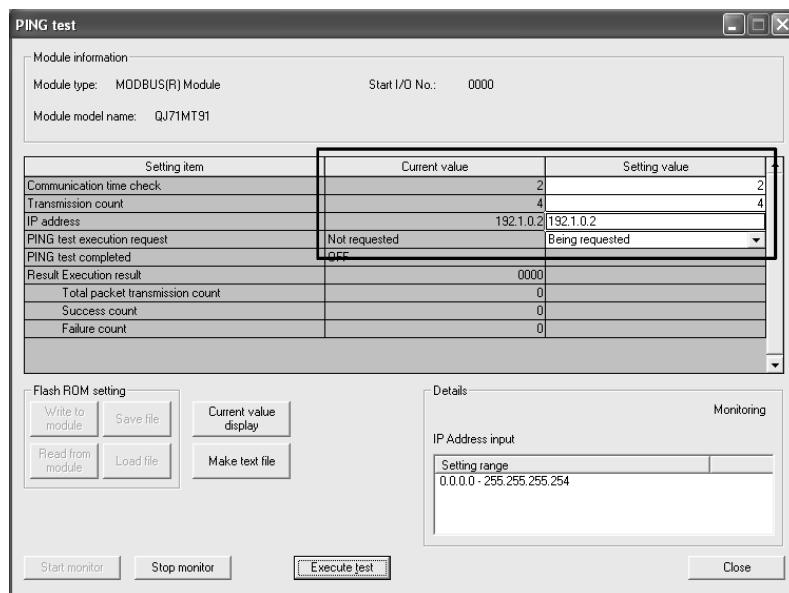 PING test
Module information
Module type: MODBUS(R) Module Start I/O No.: 0000
Module model name: QJ71MT91
Setting item Current value Setting value
Communication time check 2 2
Transmission count 4 4
IP address 192.1.0.2 192.1.0.2
PING test execution request Not requested Being requested
PING test completed OFF
Result Execution result 0000
Total packet transmission count 0
Success count 0
Failure count 0
Flash ROM setting
Write to module
Save file
Current value display
Read from module
Load file
Make text file
Details
Monitoring
IP Address input
Setting range
0.0.0.0 - 255.255.255.254
Start monitor Stop monitor Execute test Close